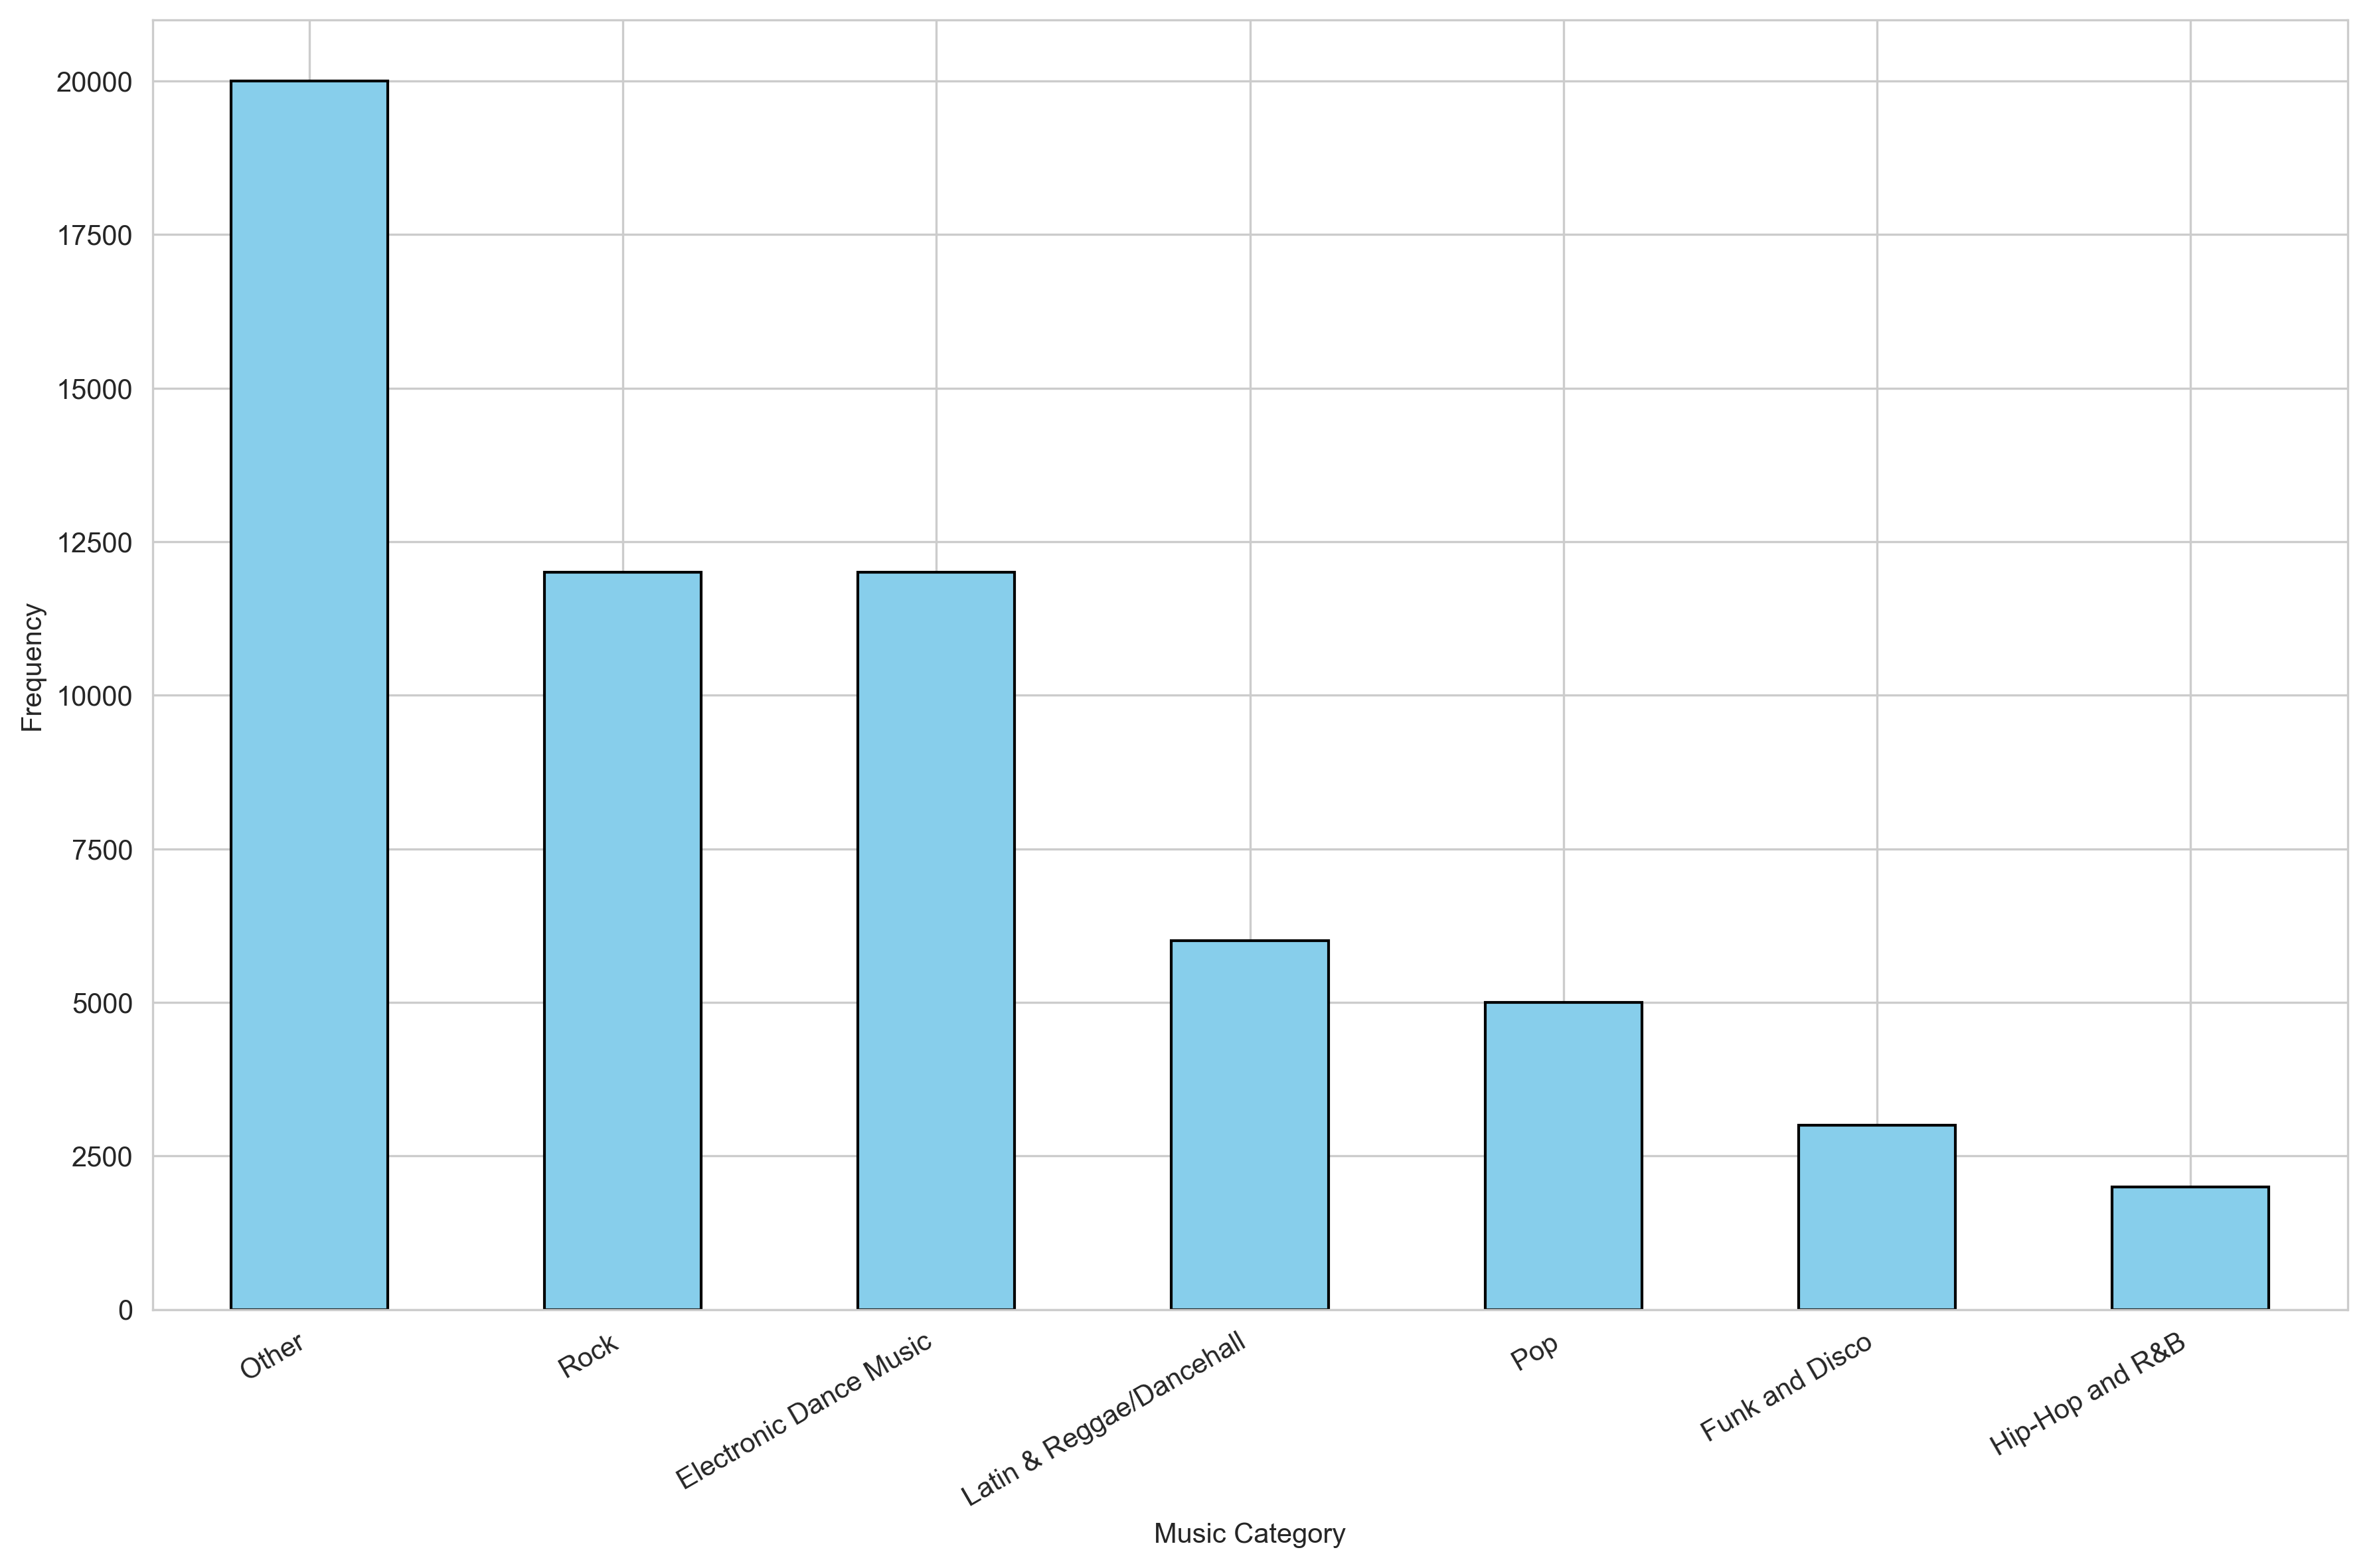 20000
17500
15000
12500
10000
7500
5000
2500
0
Frequency
Other
Rock
Electronic Dance Music
Latin & Reggae/Dancehall
Pop
Funk and Disco
Hip-Hop and R&B
Music Category